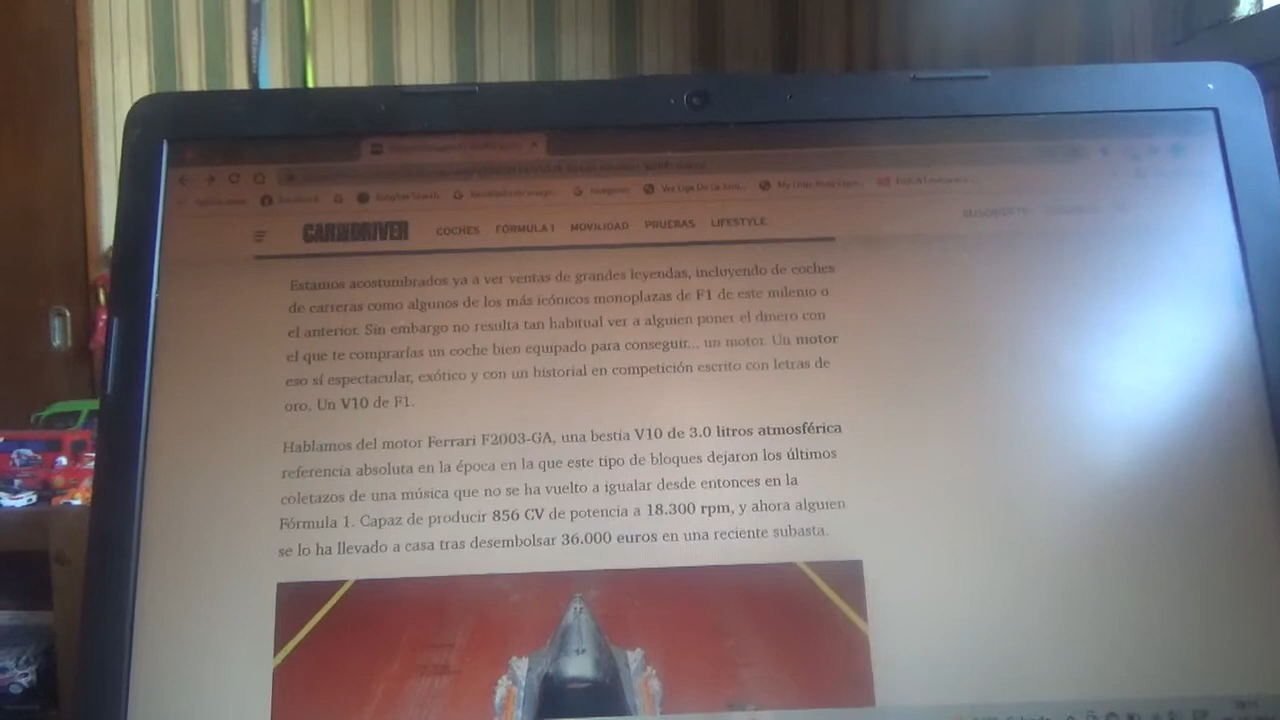 CAR AND DRIVER
COCHES FÓRMULA 1 MOVILIDAD PRUEBAS LIFESTYLE
Estamos acostumbrados ya a ver ventas de grandes leyendas, incluyendo de coches
de carreras como algunos de los más icónicos monoplazas de F1 de este milenio o
el anterior. Sin embargo no resulta tan habitual ver a alguien poner el dinero con
el que te comprarías un coche bien equipado para conseguir... un motor. Un motor
eso sí espectacular, exótico y con un historial en competición escrito con letras de
oro. Un V10 de F1.
Hablamos del motor Ferrari F2003-GA, una bestia V10 de 3.0 litros atmosférica
referencia absoluta en la época en la que este tipo de bloques dejaron los últimos
coletazos de una música que no se ha vuelto a igualar desde entonces en la
Fórmula 1. Capaz de producir 856 CV de potencia a 18.300 rpm, y ahora alguien
se lo ha llevado a casa tras desembolsar 36.000 euros en una reciente subasta.